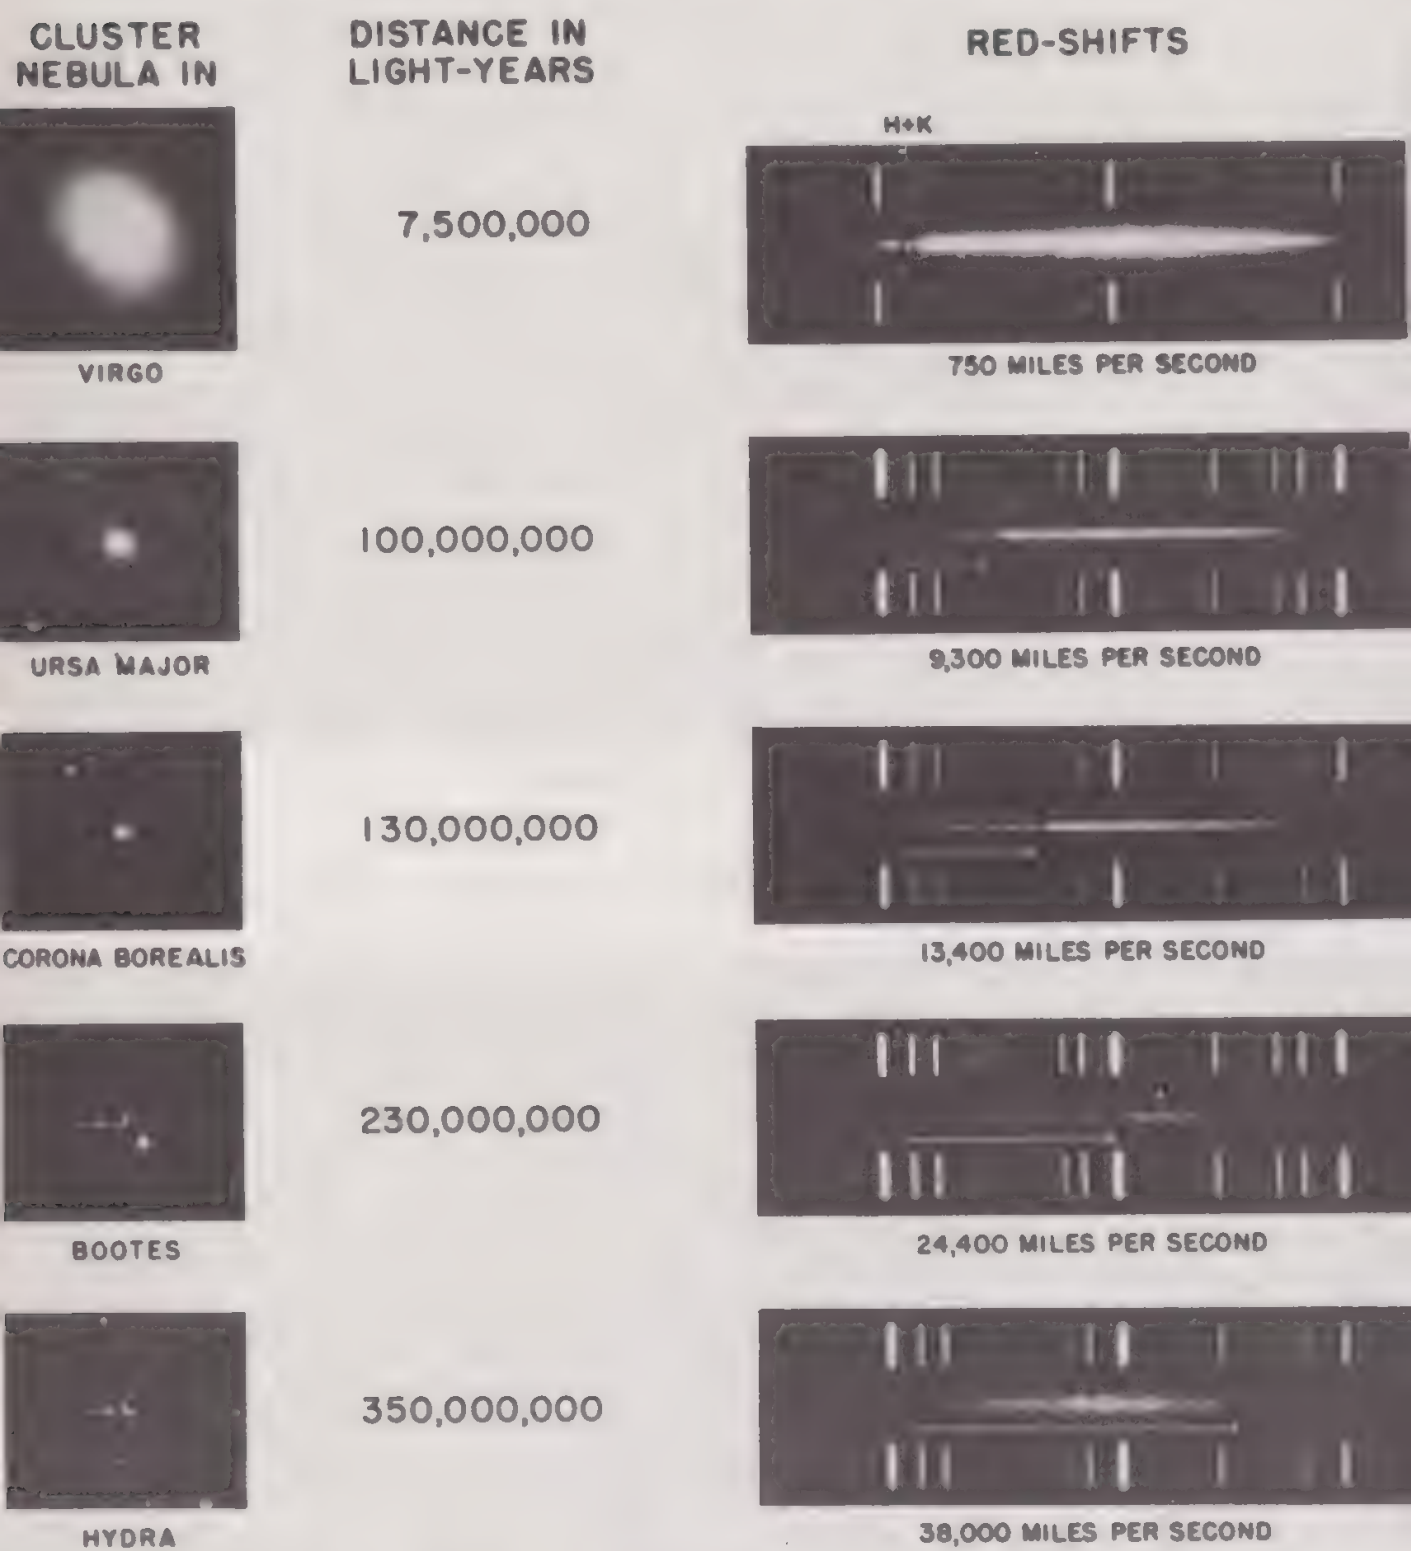 CLUSTER
NEBULA IN
DISTANCE IN
LIGHT-YEARS
RED-SHIFTS
H+K
7,500,000
VIRGO
750 MILES PER SECOND
100,000,000
URSA MAJOR
9,300 MILES PER SECOND
130,000,000
CORONA BOREALIS
13,400 MILES PER SECOND
230,000,000
BOOTES
24,400 MILES PER SECOND
350,000,000
HYDRA
38,000 MILES PER SECOND